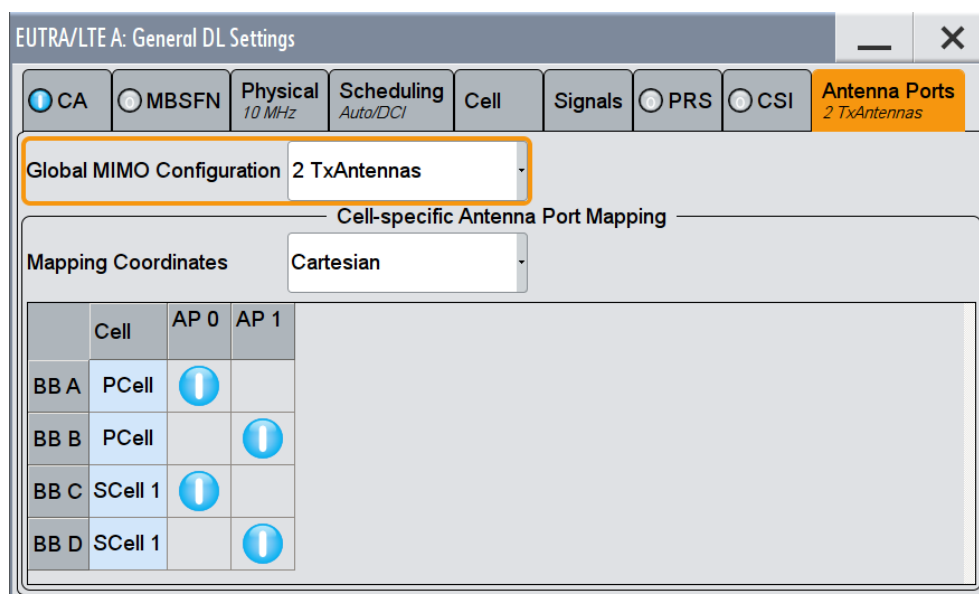 EUTRA/LTE A: General DL Settings
CA MBSFN Physical Scheduling Cell Signals PRS CSI Antenna Ports
10 MHz Auto/DCI 2 TxAntennas
Global MIMO Configuration 2 TxAntennas
Cell-specific Antenna Port Mapping
Mapping Coordinates Cartesian
Cell AP 0 AP 1
BB A PCell
BB B PCell
BB C SCell 1
BB D SCell 1